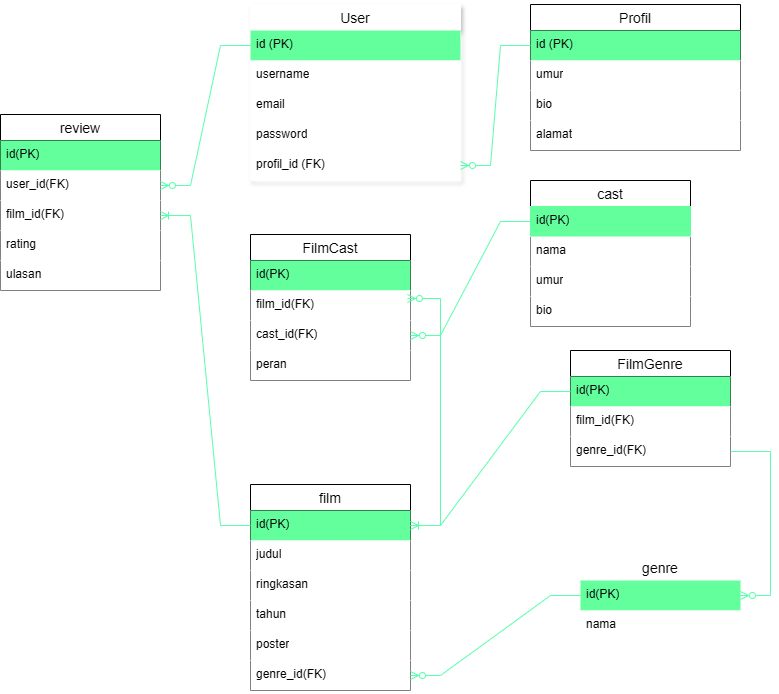 User
id (PK)
username
email
password
profil_id (FK)
Profil
id (PK)
umur
bio
alamat
review
id(PK)
user_id(FK)
film_id(FK)
rating
ulasan
cast
id(PK)
nama
umur
bio
FilmCast
id(PK)
film_id(FK)
cast_id(FK)
peran
FilmGenre
id(PK)
film_id(FK)
genre_id(FK)
film
id(PK)
judul
ringkasan
tahun
poster
genre_id(FK)
genre
id(PK)
nama